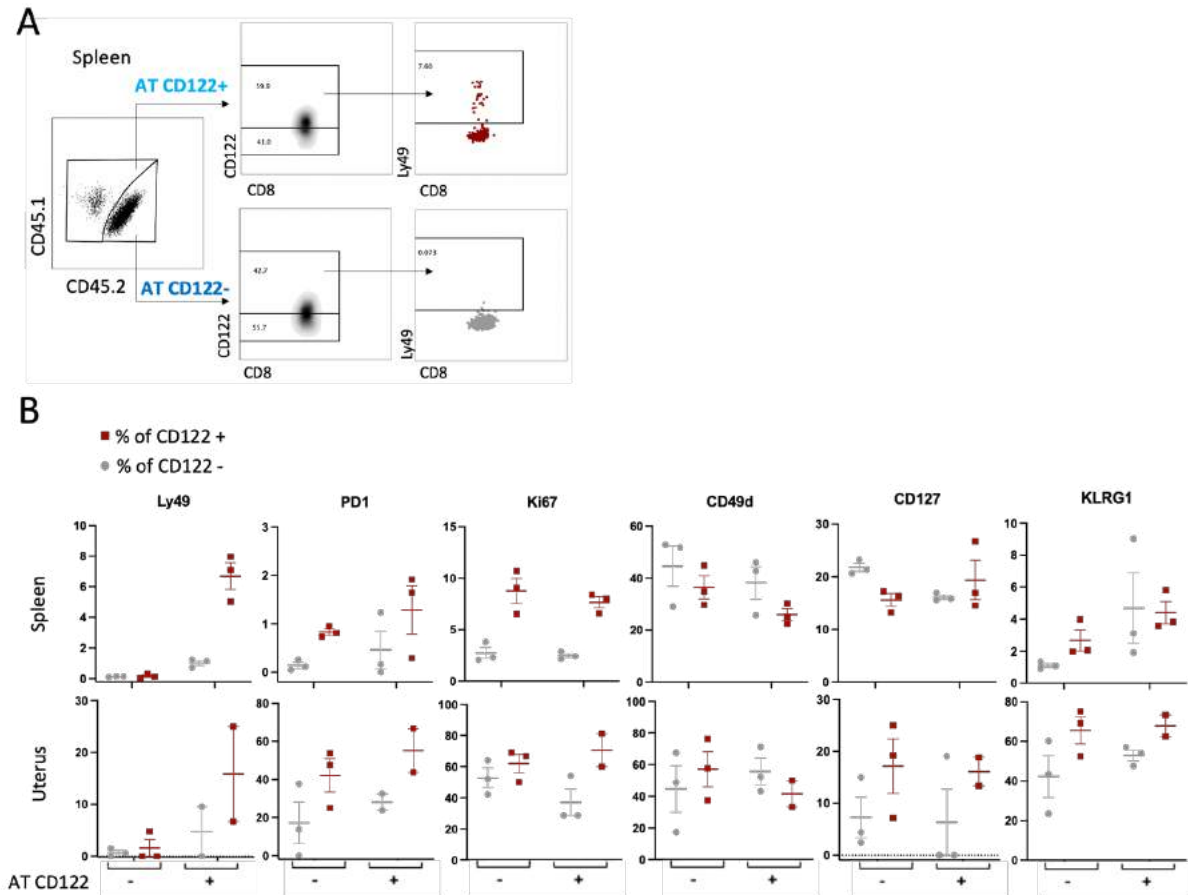 A
Spleen
AT CD122+
59.0
41.0
CD122
CD8
7.60
Ly49
CD8
CD45.1
CD45.2
AT CD122-
42.7
55.7
CD122
CD8
0.073
Ly49
CD8
B
% of CD122 +
% of CD122 -
Ly49 PD1 Ki67 CD49d CD127 KLRG1
Spleen
10 8 6 4 2 0
3 2 1 0
15 10 5 0
60 40 20 0
30 20 10 0
10 8 6 4 2 0
Uterus
30 20 10 0
80 60 40 20 0
100 80 60 40 20 0
100 80 60 40 20 0
30 20 10 0
100 80 60 40 20 0
AT CD122 - + - + - + - + - + - +